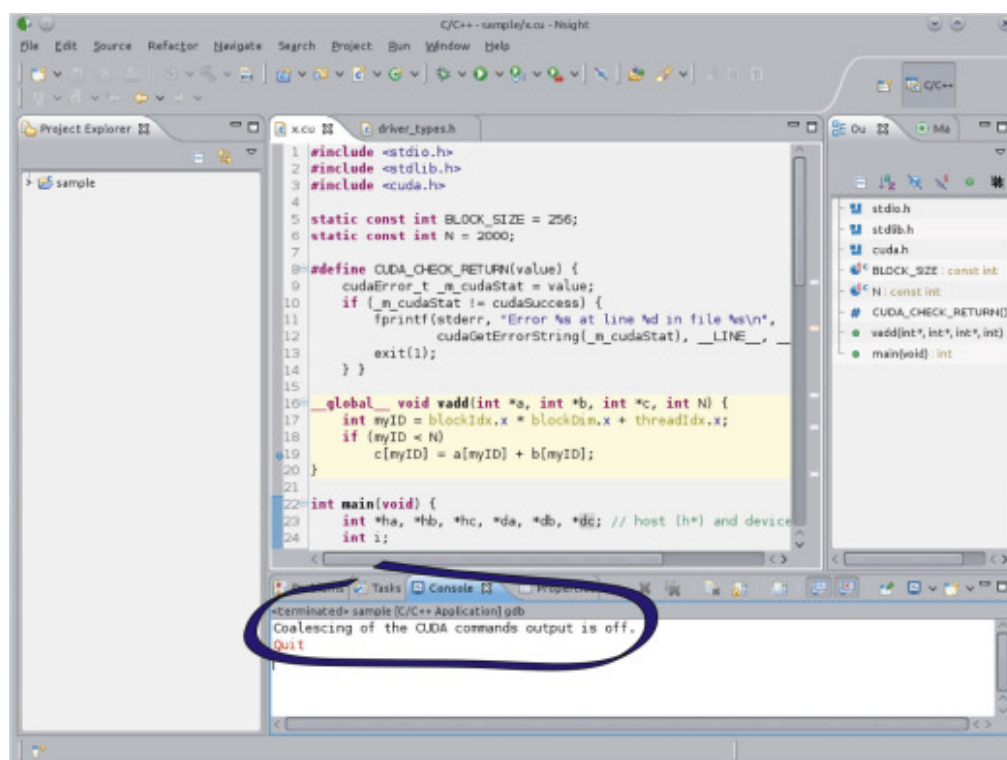 C/C++ - sample/x.cu - Nsight
File Edit Source Refactor Navigate Search Project Run Window Help
C/C++
Project Explorer
x.cu
driver_types.h
Ou
Ma
sample
1 #include <stdio.h>
2 #include <stdlib.h>
3 #include <cuda.h>
4
5 static const int BLOCK_SIZE = 256;
6 static const int N = 2000;
7
8 #define CUDA_CHECK_RETURN(value) {
9 cudaError_t _m_cudaStat = value;
10 if (_m_cudaStat != cudaSuccess) {
11 fprintf(stderr, "Error %s at line %d in file %s\n",
12 cudaGetErrorString(_m_cudaStat), __LINE__, __
13 exit(1);
14 } }
15
16 __global__ void vadd(int *a, int *b, int *c, int N) {
17 int myID = blockIdx.x * blockDim.x + threadIdx.x;
18 if (myID < N)
19 c[myID] = a[myID] + b[myID];
20 }
21
22 int main(void) {
23 int *ha, *hb, *hc, *da, *db, *dc; // host (h*) and device
24 int i;
stdio.h
stdlib.h
cuda.h
BLOCK_SIZE : const int
N : const int
# CUDA_CHECK_RETURN()
vadd(int*, int*, int*, int)
main(void) : int
Problems Tasks Console Properties
<terminated> sample [C/C++ Application] gdb
Coalescing of the CUDA commands output is off.
Quit